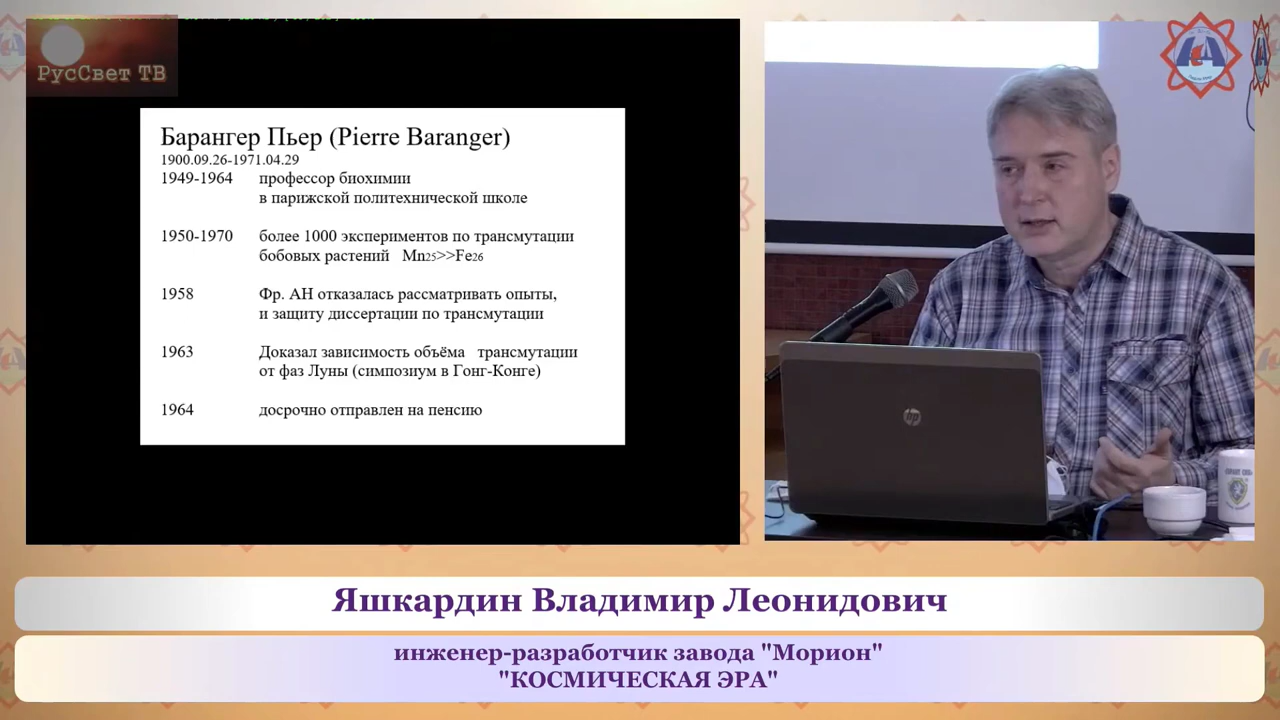 РусСвет ТВ
Барангер Пьер (Pierre Baranger)
1900.09.26-1971.04.29
1949-1964 профессор биохимии
в парижской политехнической школе
1950-1970 более 1000 экспериментов по трансмутации
бобовых растений Mn25>>Fe26
1958 Фр. АН отказалась рассматривать опыты,
и защиту диссертации по трансмутации
1963 Доказал зависимость объёма трансмутации
от фаз Луны (симпозиум в Гонг-Конге)
1964 досрочно отправлен на пенсию
hp
Яшкардин Владимир Леонидович
инженер-разработчик завода "Морион"
"КОСМИЧЕСКАЯ ЭРА"